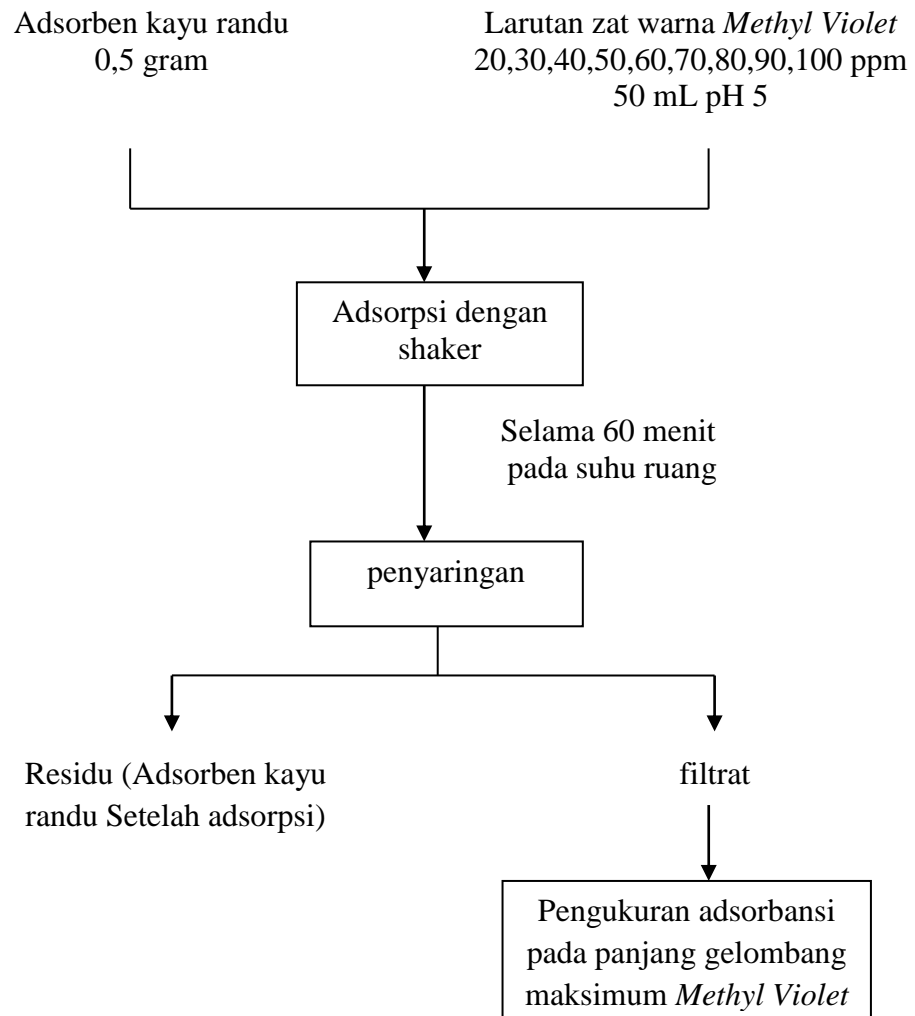 Adsorben kayu randu
0,5 gram
Larutan zat warna Methyl Violet
20,30,40,50,60,70,80,90,100 ppm
50 mL pH 5
Adsorpsi dengan
shaker
Selama 60 menit
pada suhu ruang
penyaringan
Residu (Adsorben kayu
randu Setelah adsorpsi)
filtrat
Pengukuran adsorbansi
pada panjang gelombang
maksimum Methyl Violet